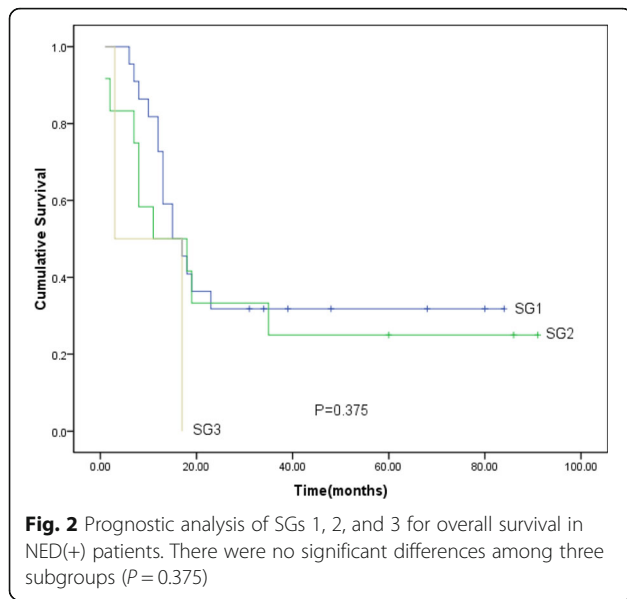 1.0
0.8
0.6
0.4
0.2
0.0
Cumulative Survival
SG1
SG2
SG3
P=0.375
0.00 20.00 40.00 60.00 80.00 100.00
Time(months)
Fig. 2 Prognostic analysis of SGs 1, 2, and 3 for overall survival in
NED(+) patients. There were no significant differences among three
subgroups (P = 0.375)